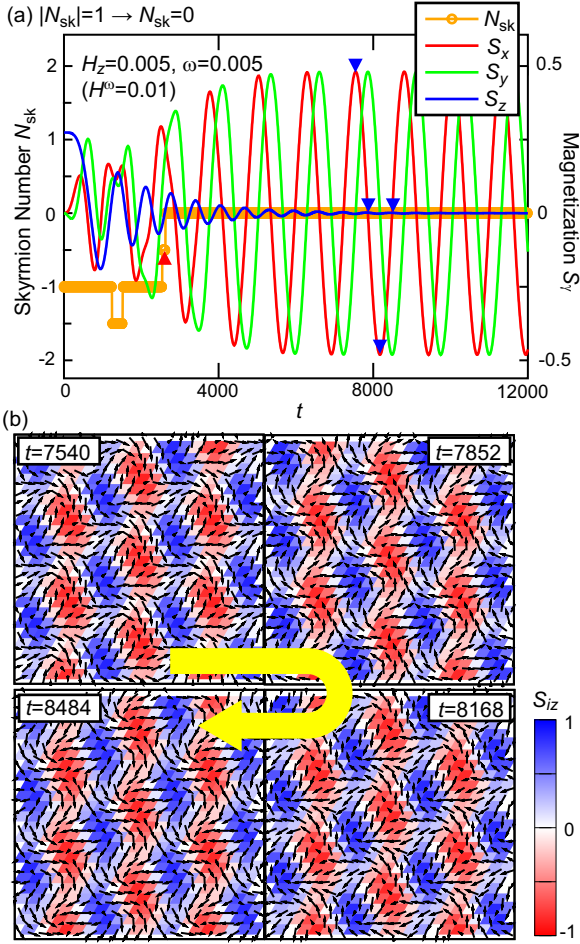 (a) |Nsk|=1 → Nsk=0
Hz=0.005, ω=0.005
(Hω=0.01)
Nsk
Sx
Sy
Sz
Skyrmion Number Nsk
2
1
0
-1
-2
Magnetization Sγ
0.5
0
-0.5
0
4000
8000
12000
t
(b)
t=7540
t=7852
t=8484
t=8168
Siz
1
0
-1